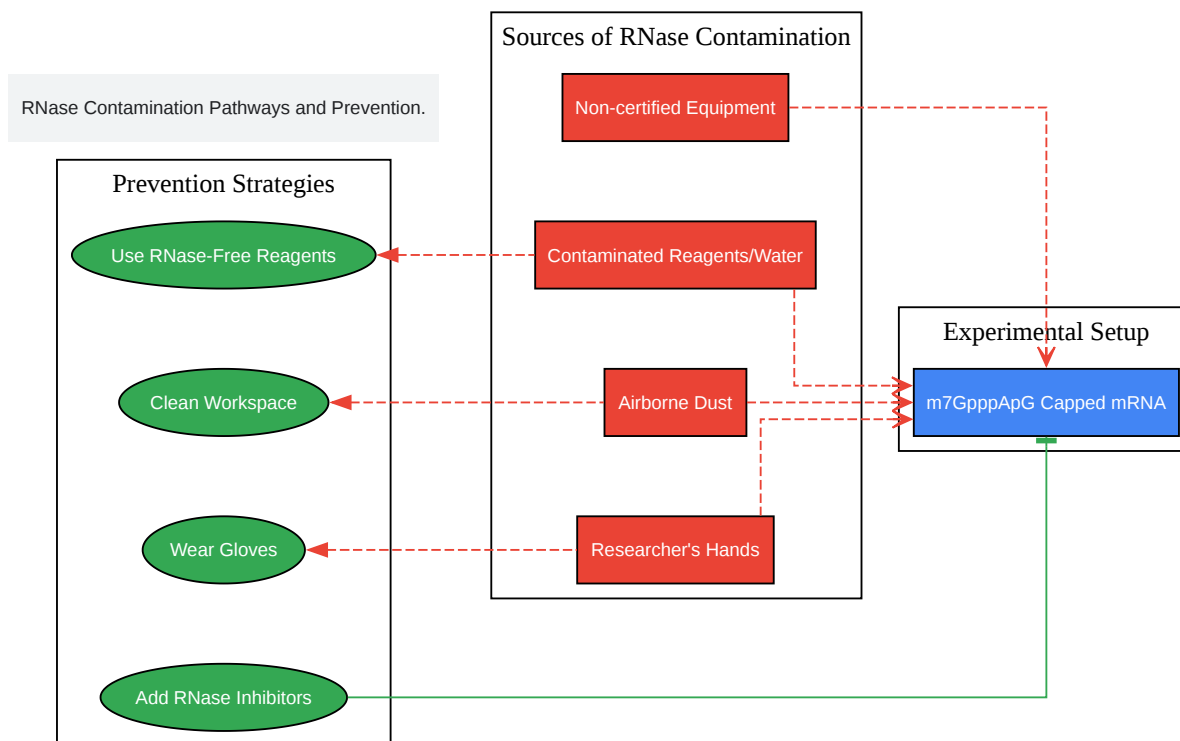 RNase Contamination Pathways and Prevention.
Prevention Strategies
Use RNase-Free Reagents
Clean Workspace
Wear Gloves
Add RNase Inhibitors
Sources of RNase Contamination
Non-certified Equipment
Contaminated Reagents/Water
Airborne Dust
Researcher's Hands
Experimental Setup
m7GpppApG Capped mRNA